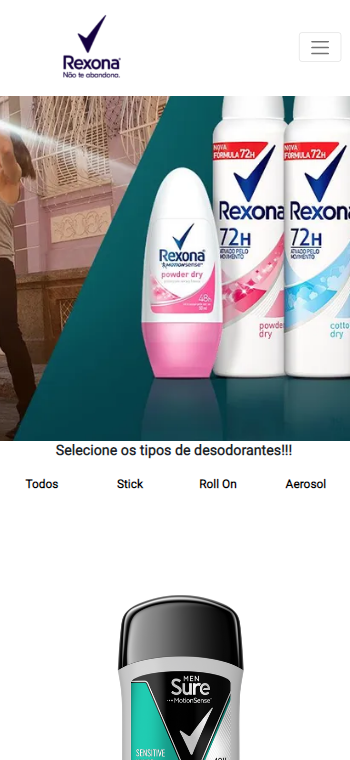 Rexona
Não te abandona.
NOVA
FÓRMULA 72H
NOVA
FÓRMULA 72H
Rexona
Rexona
72H
72H
ATIVADO PELO
MOVIMENTO
ATIVADO PELO
MOVIMENTO
Rexona
MOTIONSENSE
powder dry
48h
powder
dry
cotto
dry
Selecione os tipos de desodorantes!!!
Todos
Stick
Roll On
Aerosol
MEN
Sure
MotionSense
SENSITIVE